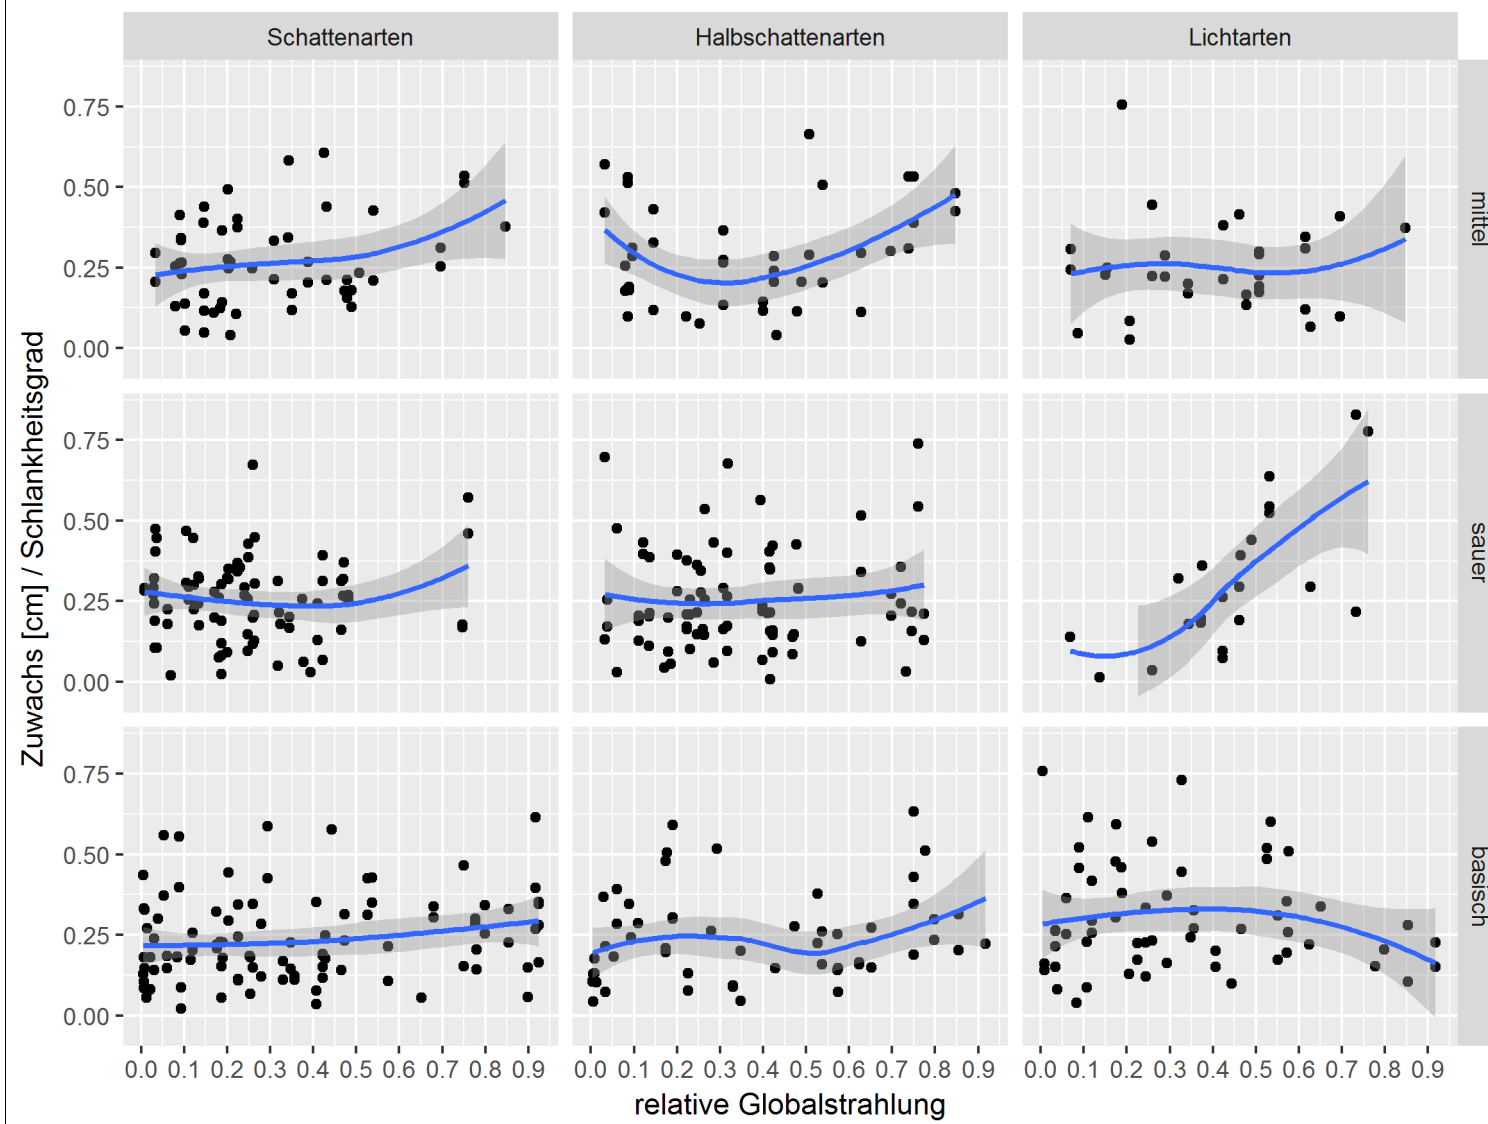 Schattenarten Halbschattenarten Lichtarten
Zuwachs [cm] / Schlankheitsgrad
0.75
0.50
0.25
0.00
mittel
0.75
0.50
0.25
0.00
sauer
0.75
0.50
0.25
0.00
basisch
0.0 0.1 0.2 0.3 0.4 0.5 0.6 0.7 0.8 0.9 0.0 0.1 0.2 0.3 0.4 0.5 0.6 0.7 0.8 0.9 0.0 0.1 0.2 0.3 0.4 0.5 0.6 0.7 0.8 0.9
relative Globalstrahlung